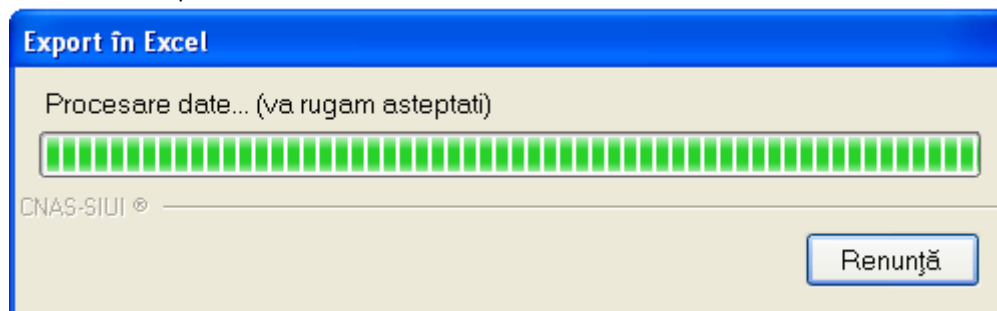 Export în Excel
Procesare date... (va rugam asteptati)
CNAS-SIUI ®
Renunţă